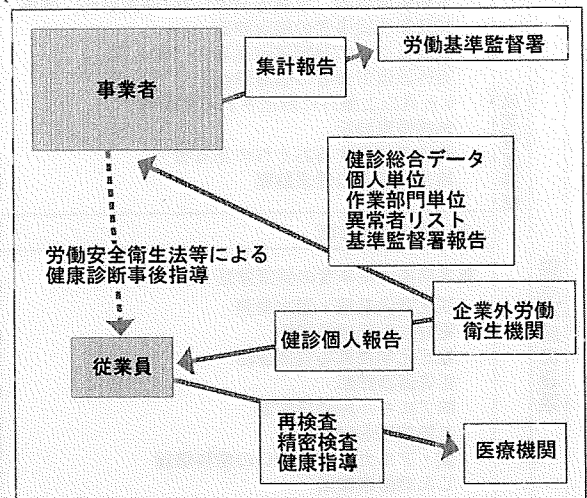 労働基準監督署
事業者
集計報告
健診総合データ
個人単位
作業部門単位
異常者リスト
基準監督署報告
労働安全衛生法等による
健康診断事後指導
企業外労働
衛生機関
健診個人報告
従業員
再検査
精密検査
健康指導
医療機関